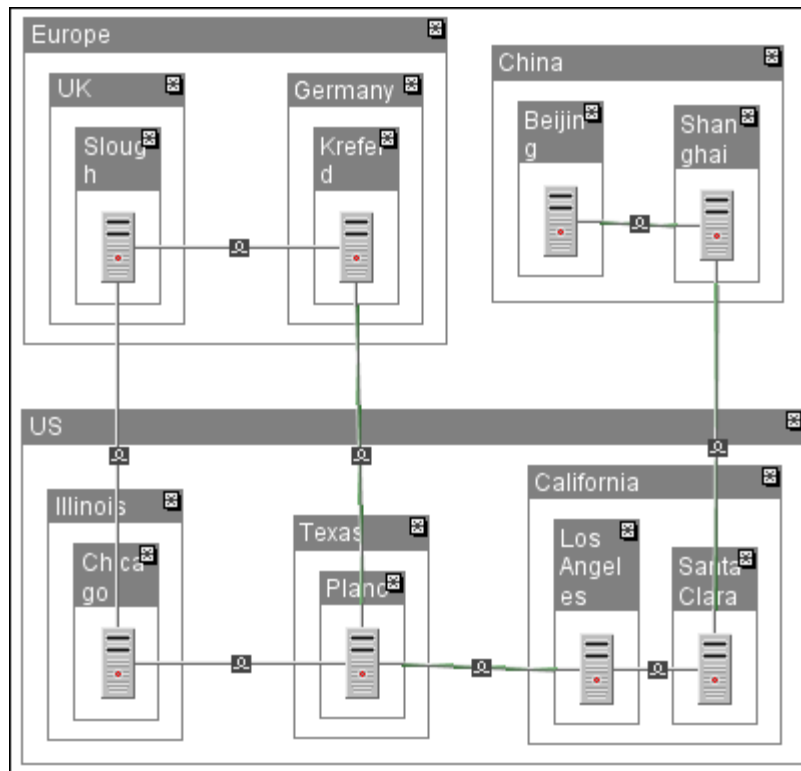 Europe
UK
Sloug
h
Germany
Krefel
d
China
Beijin
g
Shan
ghai
US
Illinois
Chica
go
Texas
Plano
California
Los
Angel
es
Santa
Clara